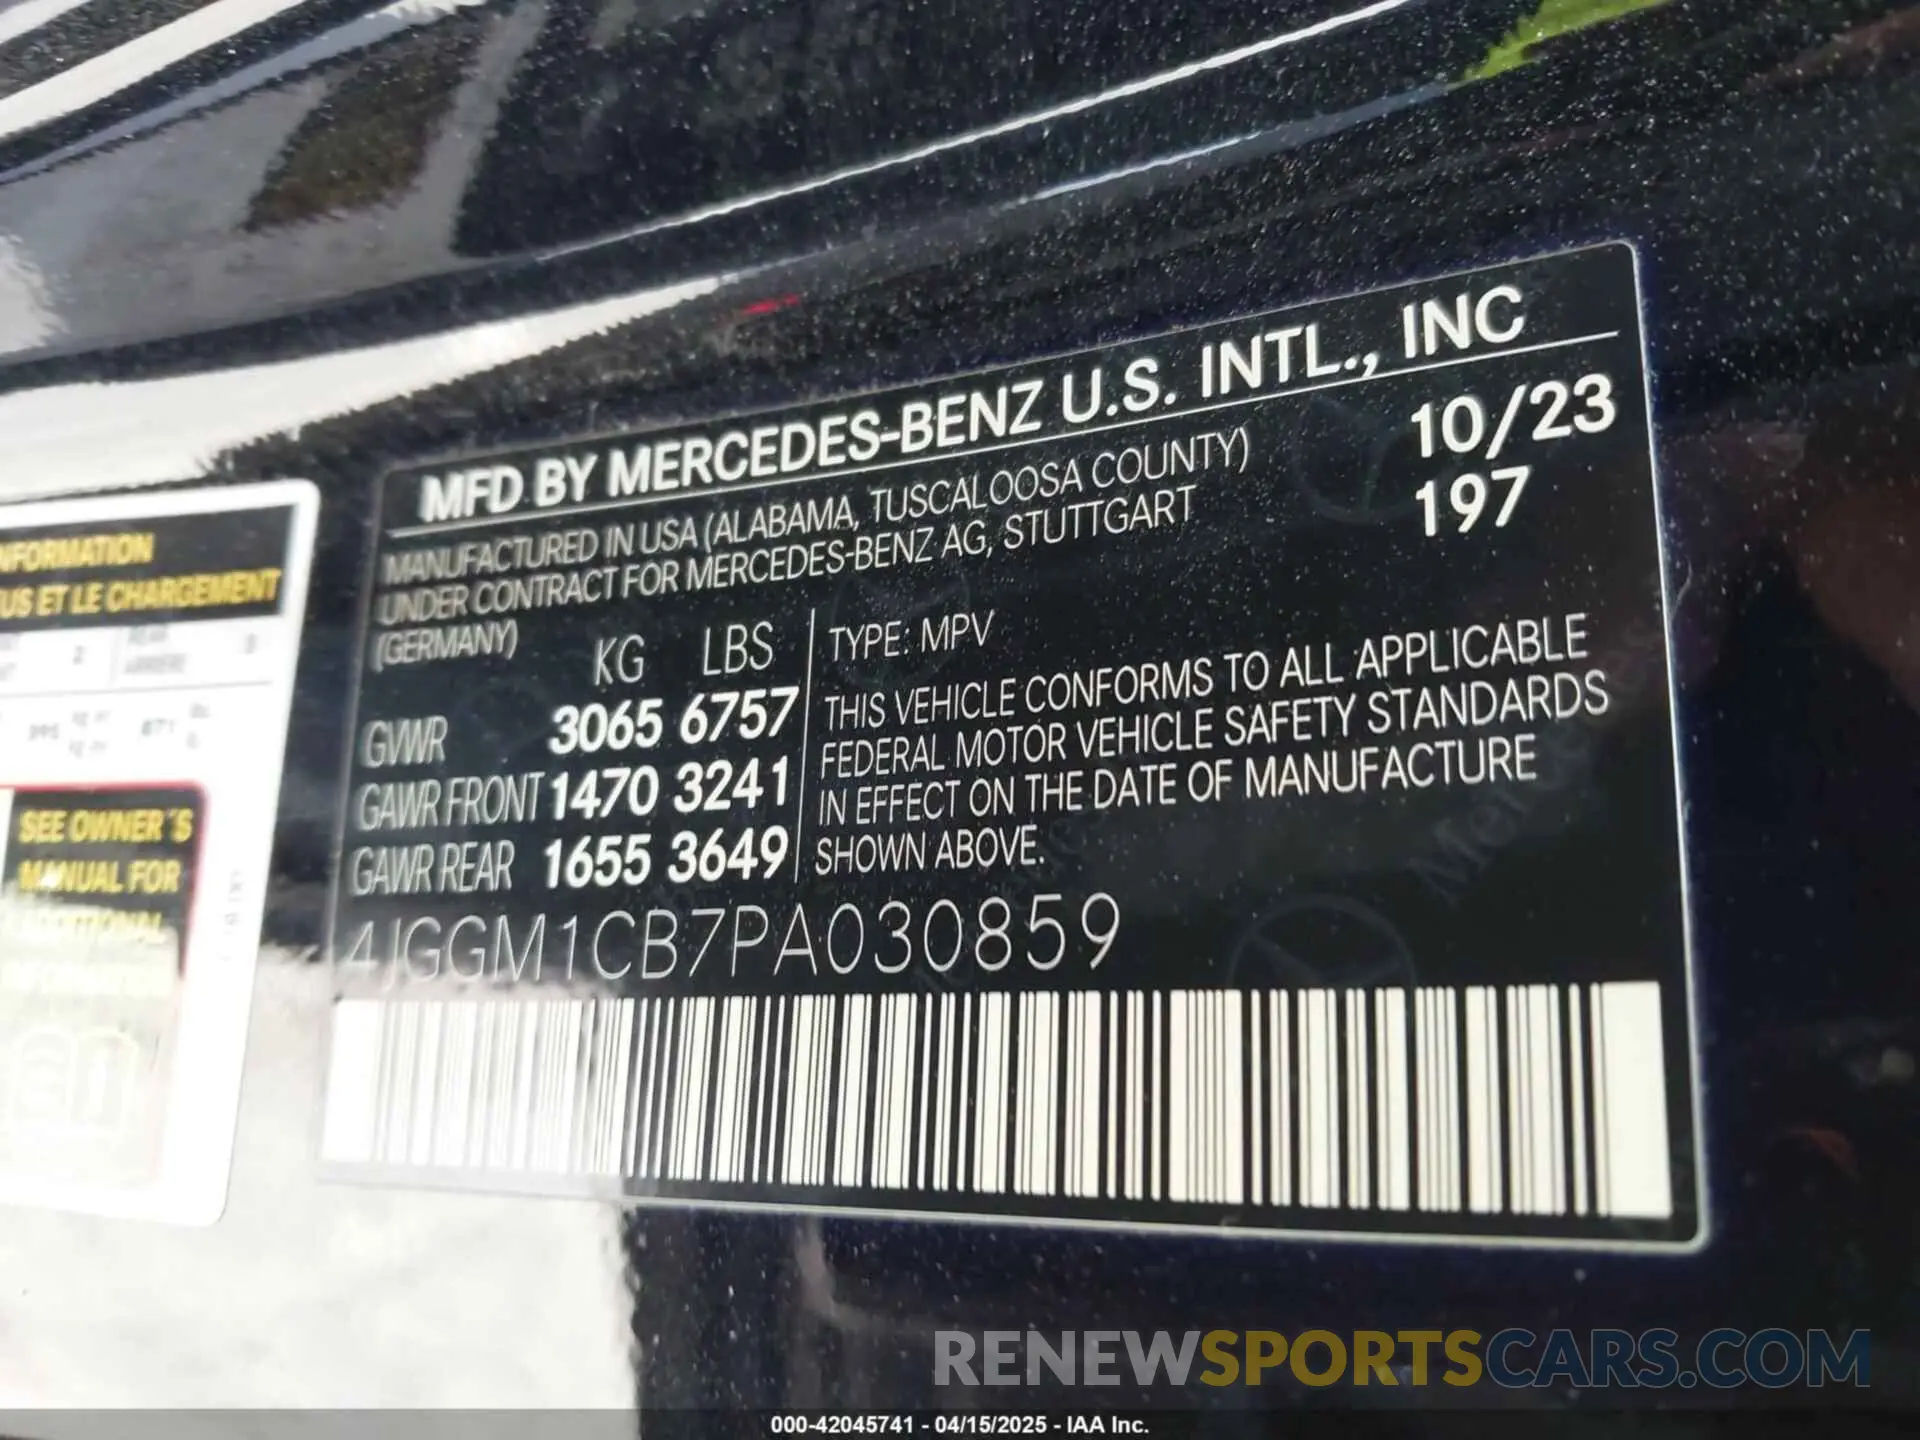 MFD BY MERCEDES-BENZ U.S. INTL., INC
MANUFACTURED IN USA (ALABAMA, TUSCALOOSA COUNTY)
UNDER CONTRACT FOR MERCEDES-BENZ AG, STUTTGART
(GERMANY)
10/23
197
KG LBS
GVWR 3065 6757
GAWR FRONT 1470 3241
GAWR REAR 1655 3649
TYPE: MPV
THIS VEHICLE CONFORMS TO ALL APPLICABLE
FEDERAL MOTOR VEHICLE SAFETY STANDARDS
IN EFFECT ON THE DATE OF MANUFACTURE
SHOWN ABOVE.
4JGGM1CB7PA030859
NFORMATION
US ET LE CHARGEMENT
SEE OWNER´S
MANUAL FOR
ADDITIONAL
RENEWSPORTSCARS.COM
000-42045741 - 04/15/2025 - IAA Inc.